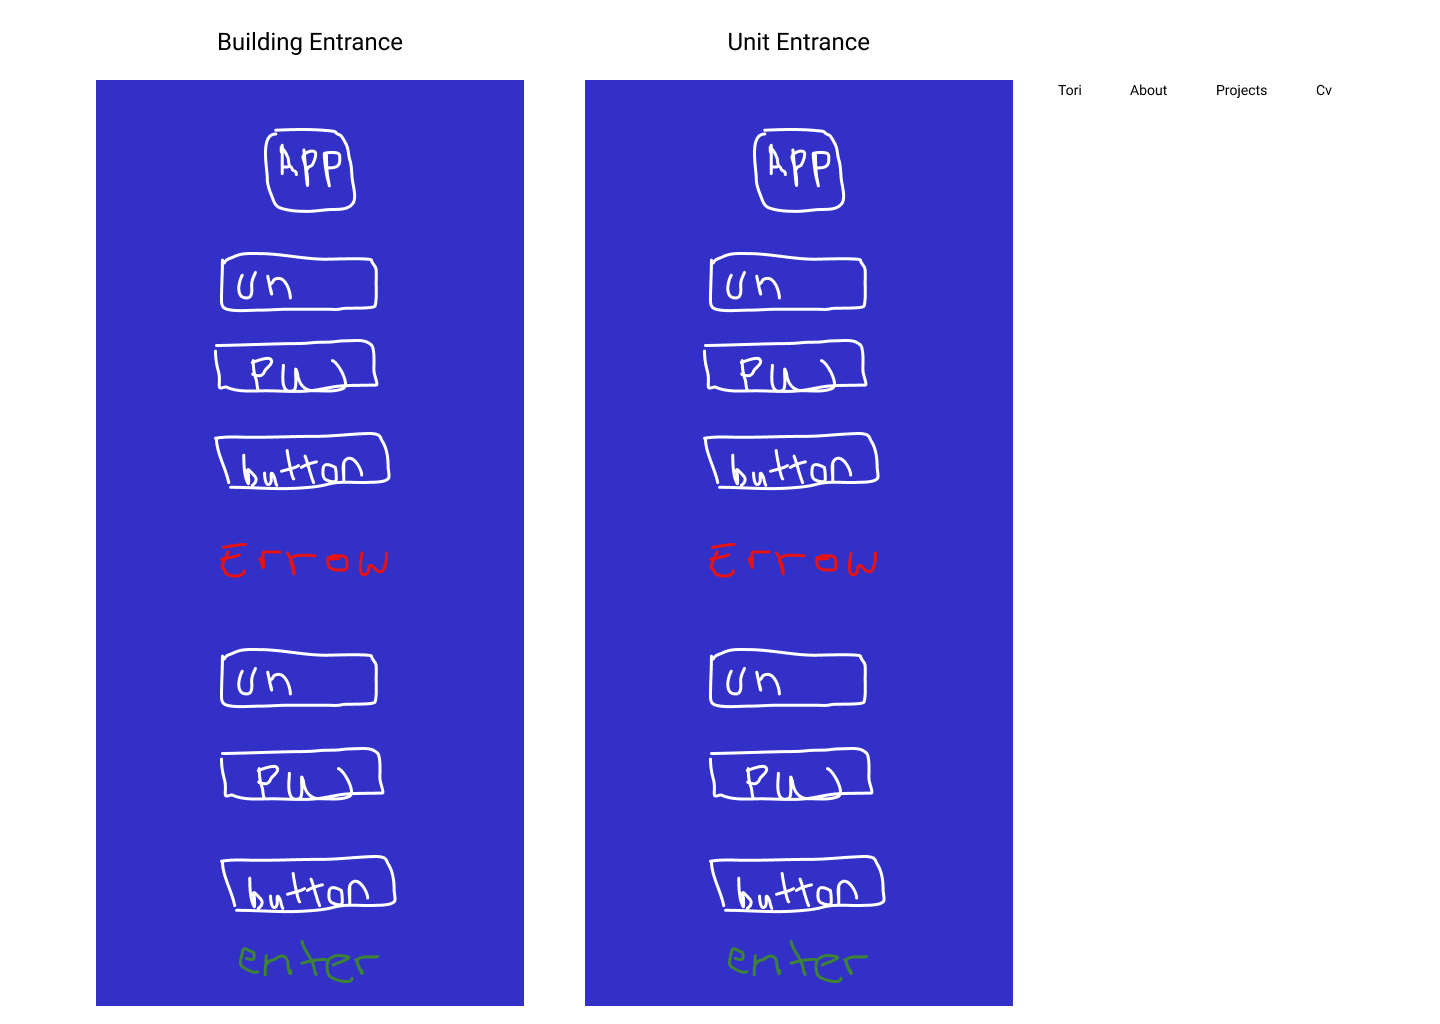 Building Entrance
Unit Entrance
Tori About Projects Cv
App
un
PW
button
Error
un
PW
button
enter
App
un
PW
button
Error
un
PW
button
enter